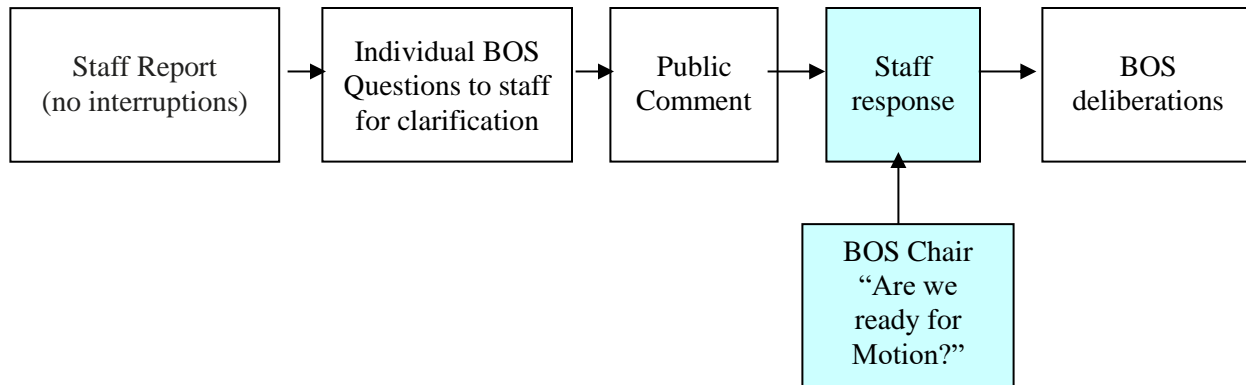 Staff Report
(no interruptions)
Individual BOS
Questions to staff
for clarification
Public
Comment
Staff
response
BOS
deliberations
BOS Chair
“Are we
ready for
Motion?”